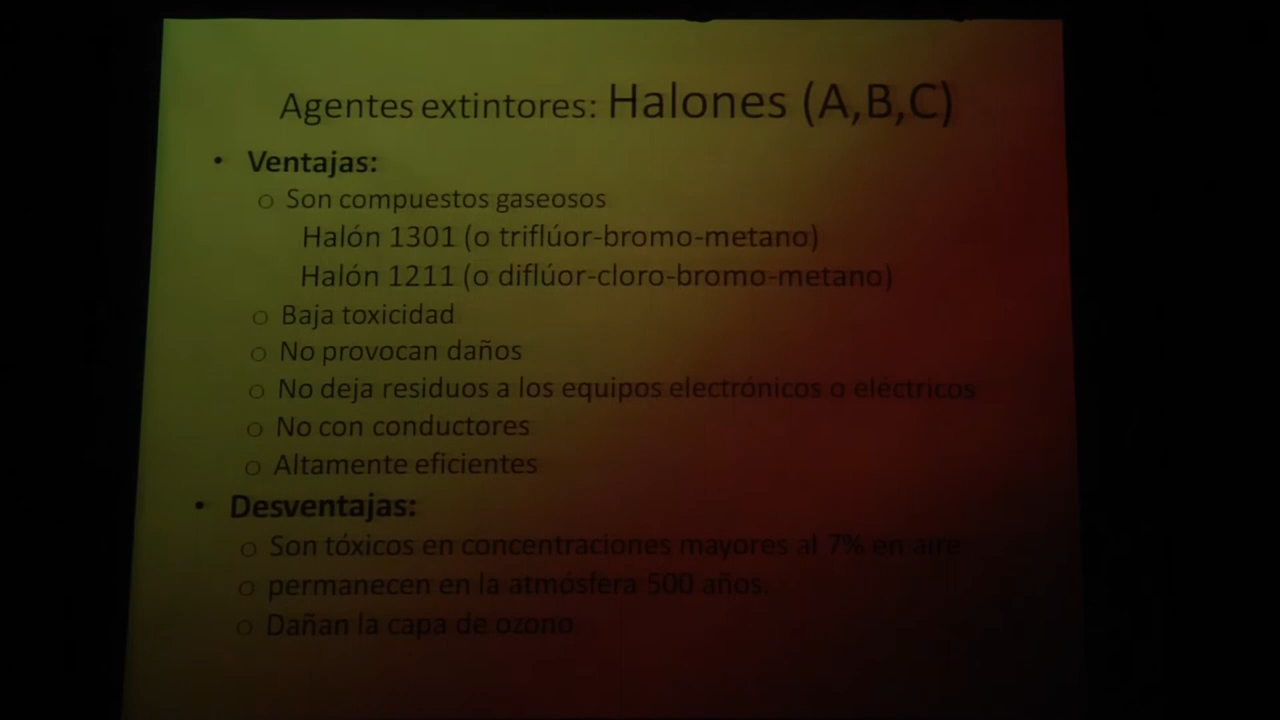 Agentes extintores: Halones (A,B,C)
• Ventajas:
o Son compuestos gaseosos
Halón 1301 (o triflúor-bromo-metano)
Halón 1211 (o diflúor-cloro-bromo-metano)
o Baja toxicidad
o No provocan daños
o No deja residuos a los equipos electrónicos o eléctricos
o No con conductores
o Altamente eficientes
• Desventajas:
o Son tóxicos en concentraciones mayores al 7% en aire
o permanecen en la atmósfera 500 años.
o Dañan la capa de ozono